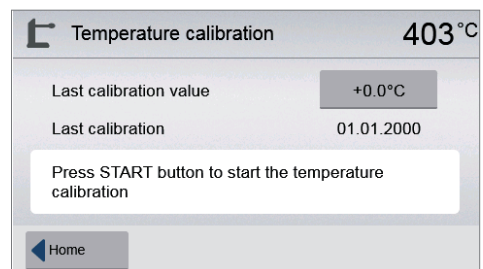 Temperature calibration 403°C
Last calibration value +0.0°C
Last calibration 01.01.2000
Press START button to start the temperature
calibration
Home